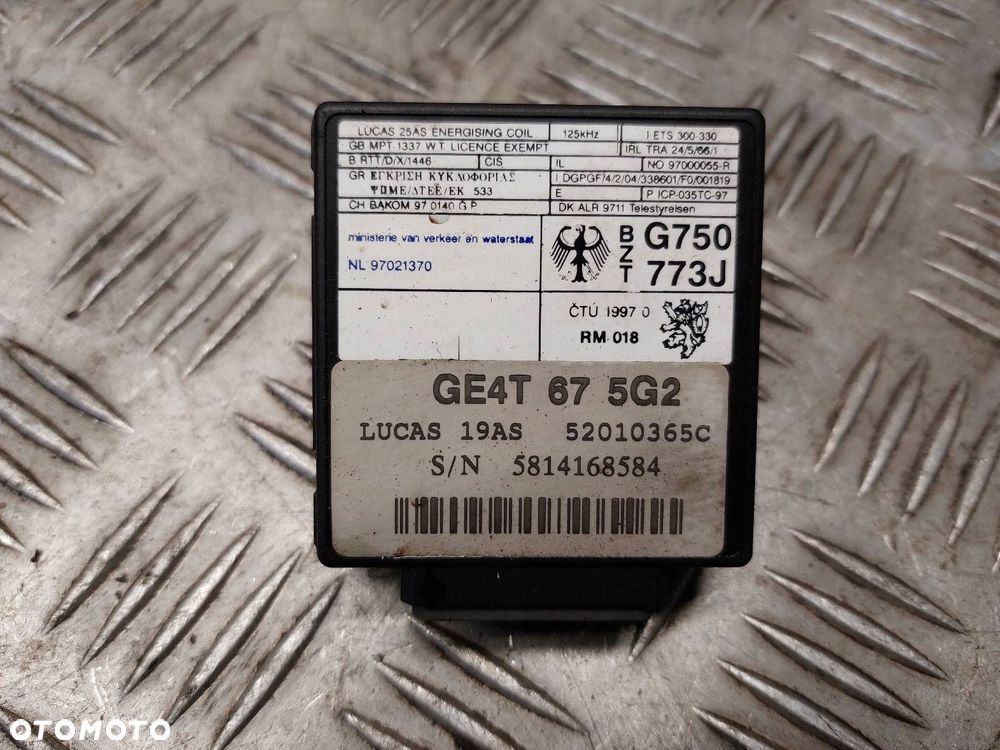 LUCAS 25AS ENERGISING COIL 125kHz I ETS 300-330
GB MPT 1337 W.T. LICENCE EXEMPT IRL TRA 24/5/66/1
B RTT/D/X/1446 CIS IL NO 97000055-R
GR ΕΓΚΡΙΣΗ ΚΥΚΛΟΦΟΡΙΑΣ I DGPGF/4/2/04/338601/F0/001819
ΜΕ/ΔΤΕΕ/ΕΚ 533 E P ICP-035TC-97
CH BAKOM 97.0140.G.P DK ALR 9711 Telestyrelsen
ministerie van verkeer en waterstaat
NL 97021370
BZT G750
773J
ČTÚ 1997 0
RM 018
GE4T 67 5G2
LUCAS 19AS 52010365C
S/N 5814168584
OTOMOTO